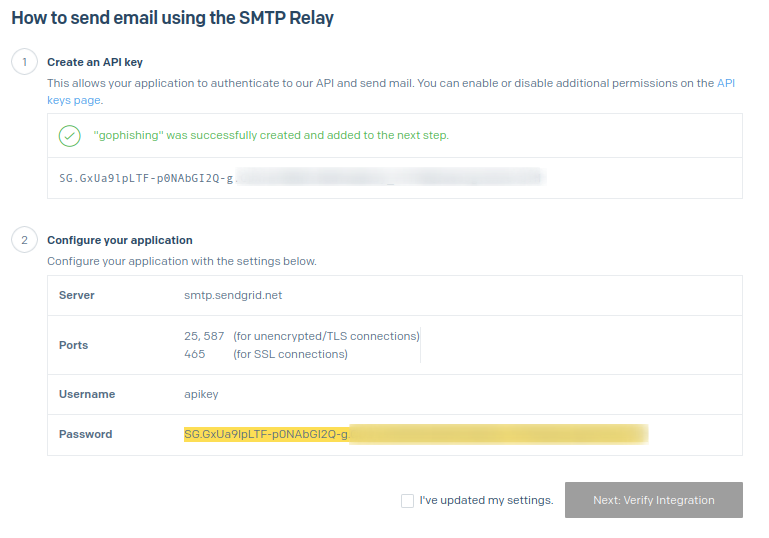 How to send email using the SMTP Relay
1
Create an API key
This allows your application to authenticate to our API and send mail. You can enable or disable additional permissions on the API
keys page.
"gophishing" was successfully created and added to the next step.
SG.GxUa9lpLTF-p0NAbGI2Q-g.
2
Configure your application
Configure your application with the settings below.
Server smtp.sendgrid.net
Ports
25, 587 (for unencrypted/TLS connections)
465 (for SSL connections)
Username apikey
Password SG.GxUa9lpLTF-p0NAbGI2Q-g.
I've updated my settings.
Next: Verify Integration